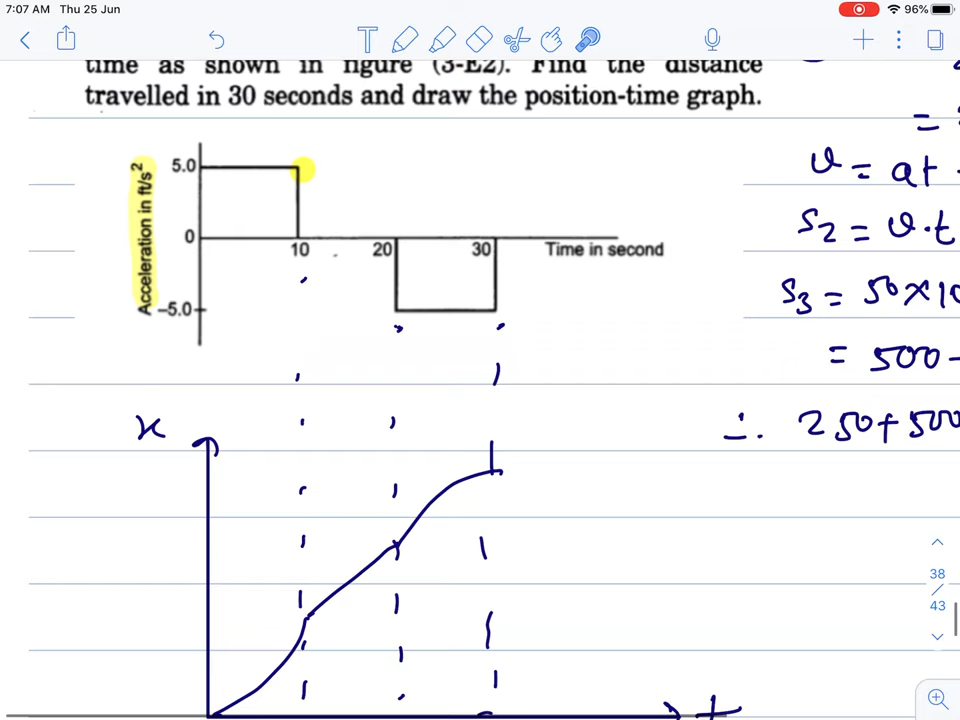 7:07 AM Thu 25 Jun
96%
time as shown in figure (3-E2). Find the distance
travelled in 30 seconds and draw the position-time graph.
Acceleration in ft/s²
5.0
0
10
20
30
Time in second
–5.0
=
v = at
S₂ = v·t
S₃ = 50×10
= 500-
∴ 250+500
x
t
38
/
43